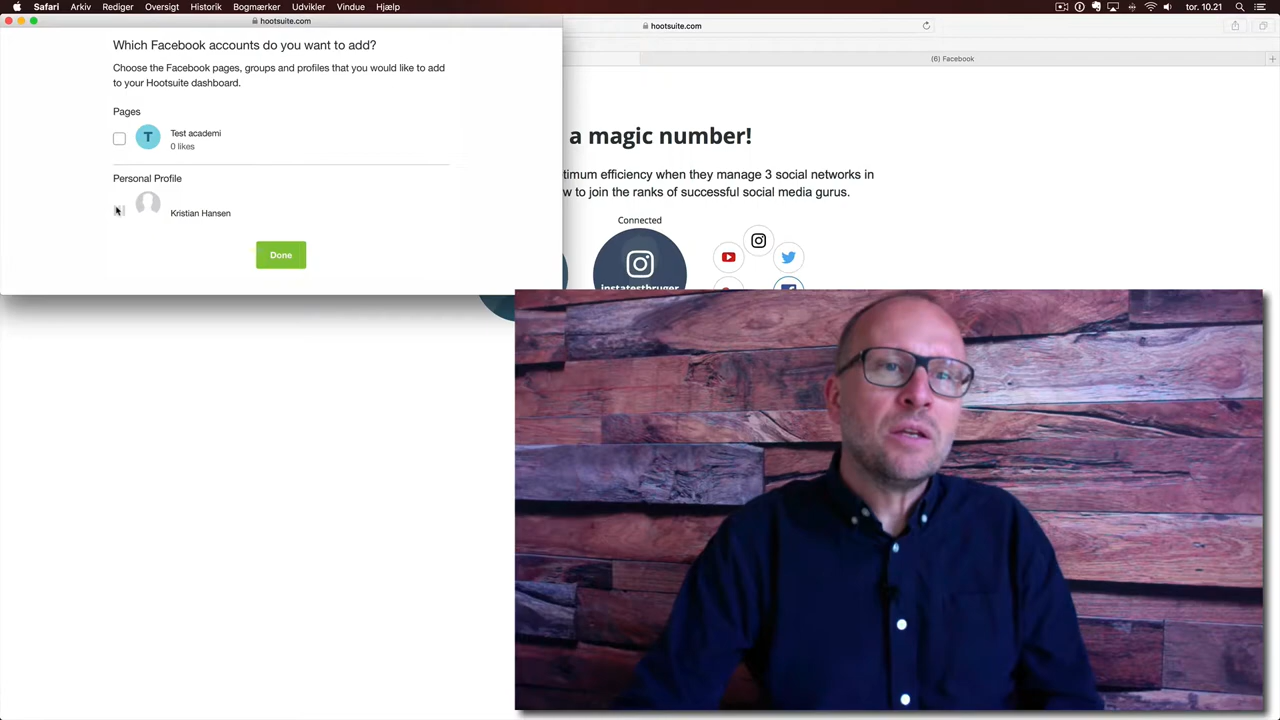 Safari Arkiv Rediger Oversigt Historik Bogmærker Udvikler Vindue Hjælp tor. 10.21
hootsuite.com
hootsuite.com
(6) Facebook
Which Facebook accounts do you want to add?
Choose the Facebook pages, groups and profiles that you would like to add
to your Hootsuite dashboard.
Pages
T
Test academi
0 likes
Personal Profile
Kristian Hansen
Done
a magic number!
timum efficiency when they manage 3 social networks in
w to join the ranks of successful social media gurus.
Connected
instatestbruger